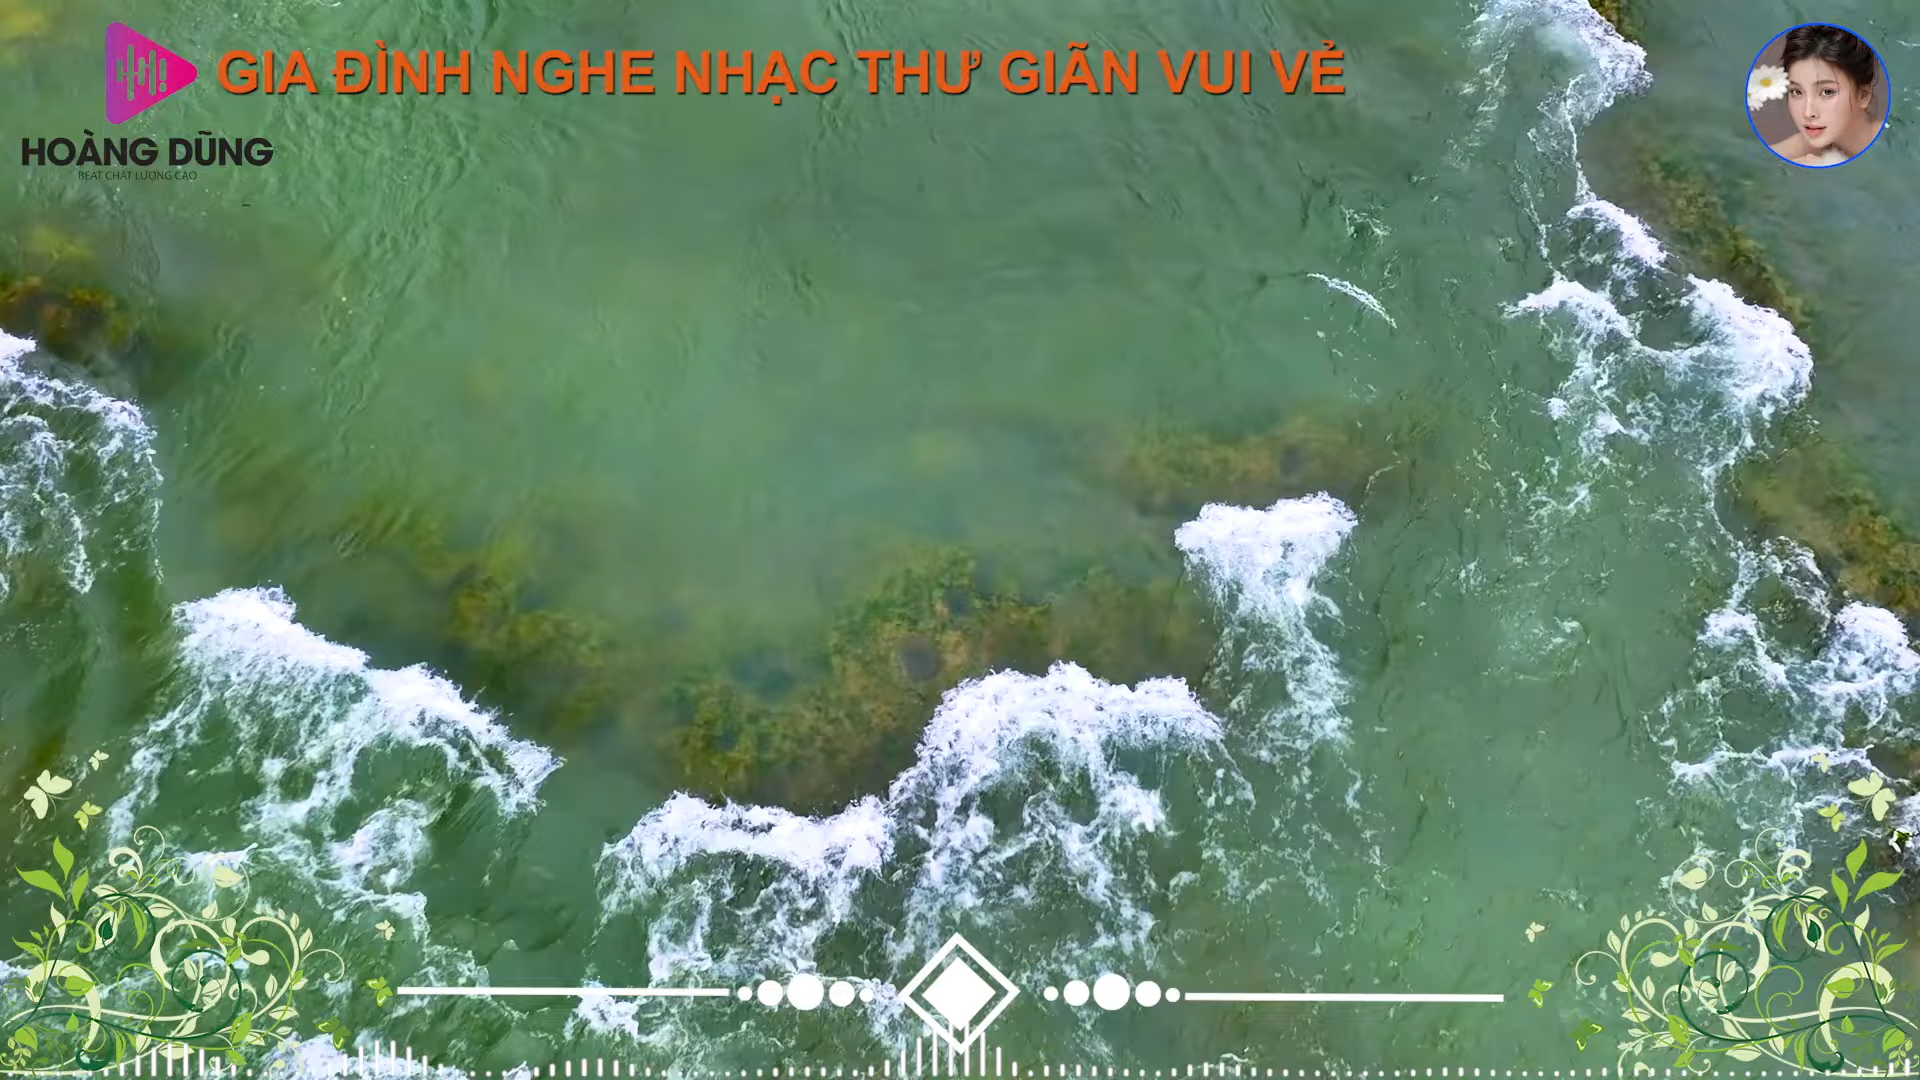 GIA ĐÌNH NGHE NHẠC THƯ GIÃN VUI VẺ
HOÀNG DŨNG
BEAT CHẤT LƯỢNG CAO